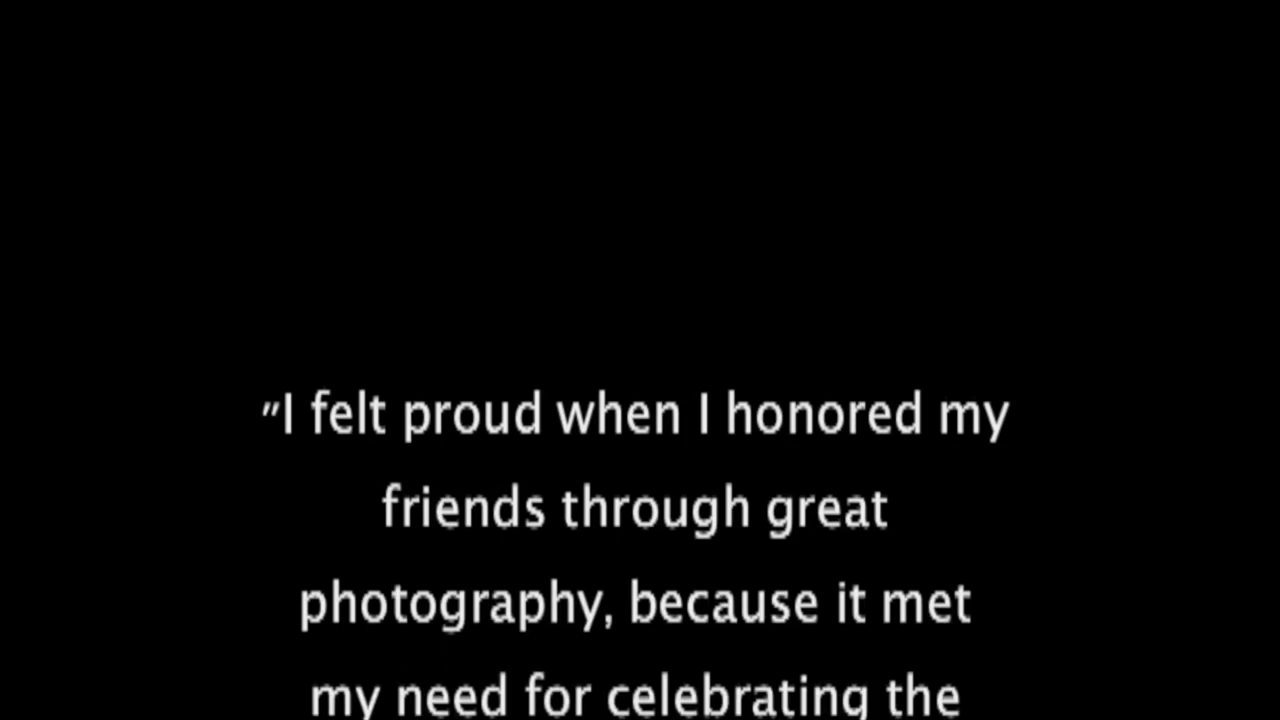 "I felt proud when I honored my
friends through great
photography, because it met
my need for celebrating the